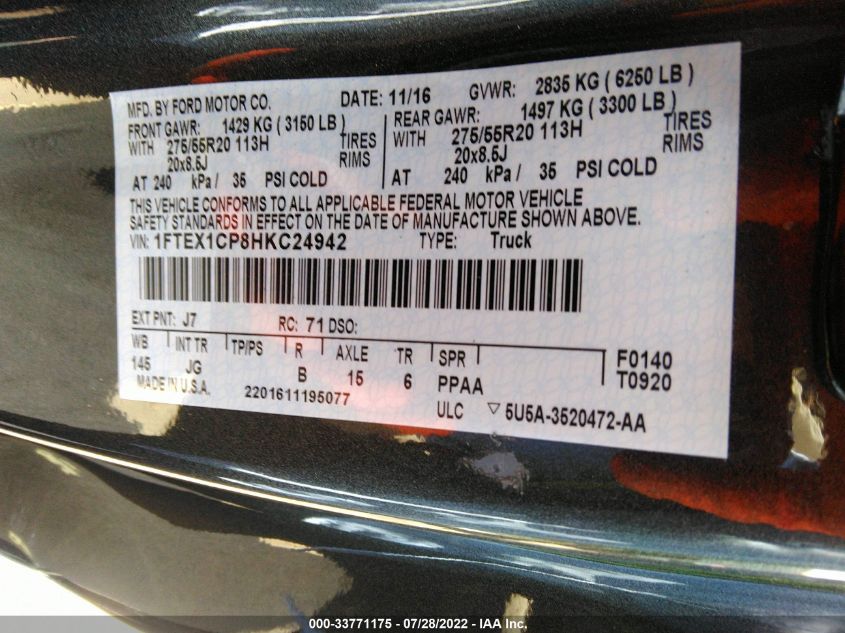 MFD. BY FORD MOTOR CO. DATE: 11/16 GVWR: 2835 KG ( 6250 LB )
FRONT GAWR: 1429 KG ( 3150 LB ) REAR GAWR: 1497 KG ( 3300 LB )
WITH 275/55R20 113H TIRES WITH 275/55R20 113H TIRES
20x8.5J RIMS 20x8.5J RIMS
AT 240 kPa/ 35 PSI COLD AT 240 kPa/ 35 PSI COLD
THIS VEHICLE CONFORMS TO ALL APPLICABLE FEDERAL MOTOR VEHICLE
SAFETY STANDARDS IN EFFECT ON THE DATE OF MANUFACTURE SHOWN ABOVE.
VIN: 1FTEX1CP8HKC24942 TYPE: Truck
EXT PNT: J7 RC: 71 DSO:
WB INT TR TP/PS R AXLE TR SPR F0140
145 JG B 15 6 PPAA T0920
MADE IN U.S.A. 2201611195077 ULC ▽ 5U5A-3520472-AA
000-33771175 - 07/28/2022 - IAA Inc.